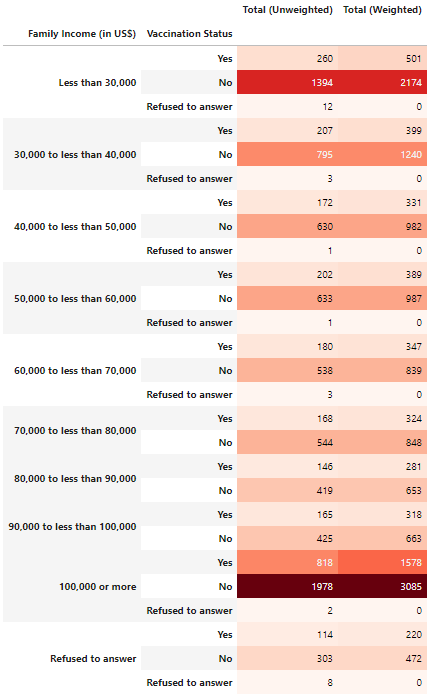 Total (Unweighted) Total (Weighted)
Family Income (in US$) Vaccination Status
Yes 260 501
Less than 30,000 No 1394 2174
Refused to answer 12 0
Yes 207 399
30,000 to less than 40,000 No 795 1240
Refused to answer 3 0
Yes 172 331
40,000 to less than 50,000 No 630 982
Refused to answer 1 0
Yes 202 389
50,000 to less than 60,000 No 633 987
Refused to answer 1 0
Yes 180 347
60,000 to less than 70,000 No 538 839
Refused to answer 3 0
Yes 168 324
70,000 to less than 80,000
No 544 848
Yes 146 281
80,000 to less than 90,000
No 419 653
Yes 165 318
90,000 to less than 100,000
No 425 663
Yes 818 1578
100,000 or more No 1978 3085
Refused to answer 2 0
Yes 114 220
Refused to answer No 303 472
Refused to answer 8 0